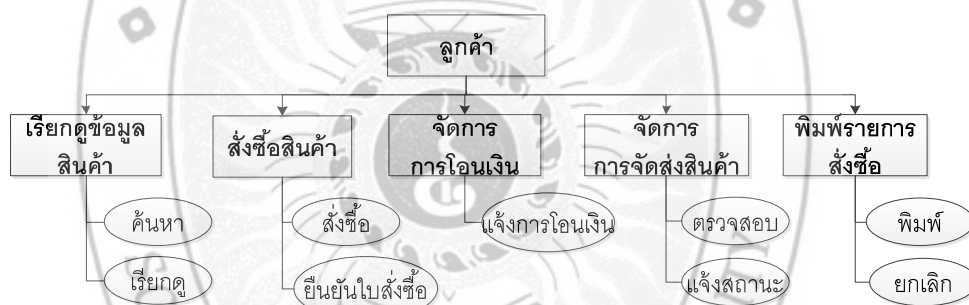 ลูกค้า
เรียกดูข้อมูล
สินค้า
สั่งซื้อสินค้า
จัดการ
การโอนเงิน
จัดการ
การจัดส่งสินค้า
พิมพ์รายการ
สั่งซื้อ
ค้นหา
เรียกดู
สั่งซื้อ
ยืนยันใบสั่งซื้อ
แจ้งการโอนเงิน
ตรวจสอบ
แจ้งสถานะ
พิมพ์
ยกเลิก